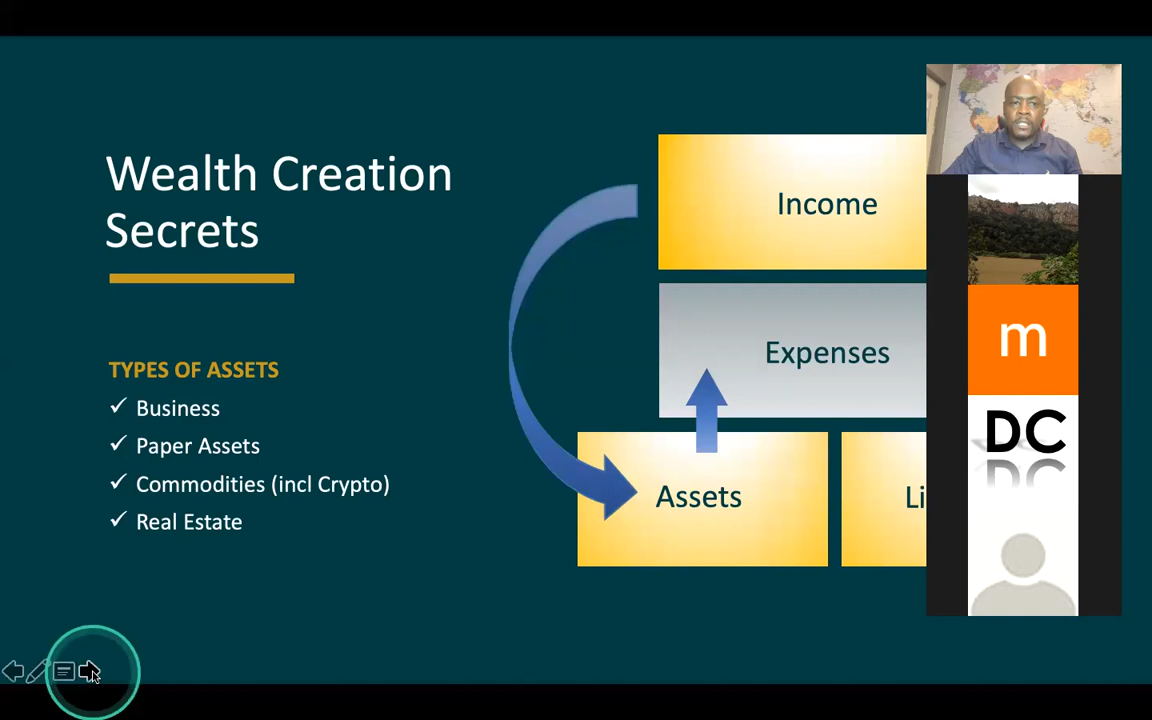 Wealth Creation
Secrets
TYPES OF ASSETS
✓ Business
✓ Paper Assets
✓ Commodities (incl Crypto)
✓ Real Estate
Income
Expenses
Assets
Li
m
DC